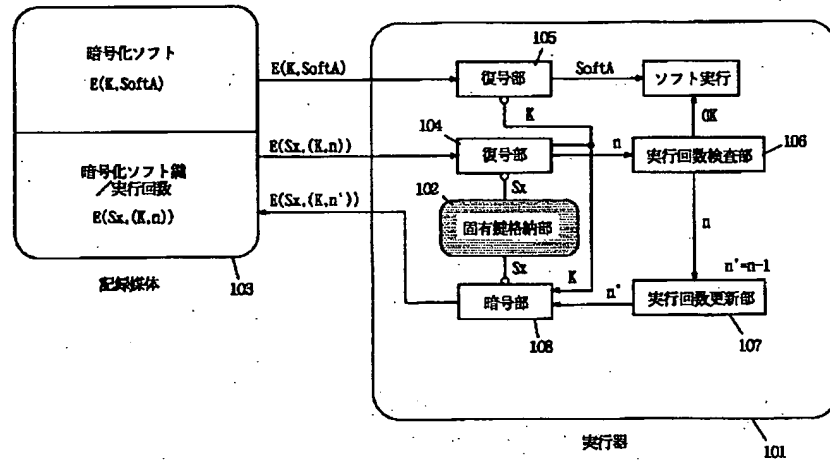 暗号化ソフト
E(K,SoftA)
暗号化ソフト鍵
／実行回数
E(Sx,(K,n))
記録媒体
103
E(K,SoftA)
E(Sx,(K,n))
E(Sx,(K,n'))
105
復号部
SoftA
ソフト実行
K
OK
104
復号部
n
実行回数検査部
106
Sx
102
固有鍵格納部
n
Sx
K
n'=n-1
暗号部
n'
実行回数更新部
108
107
実行器
101